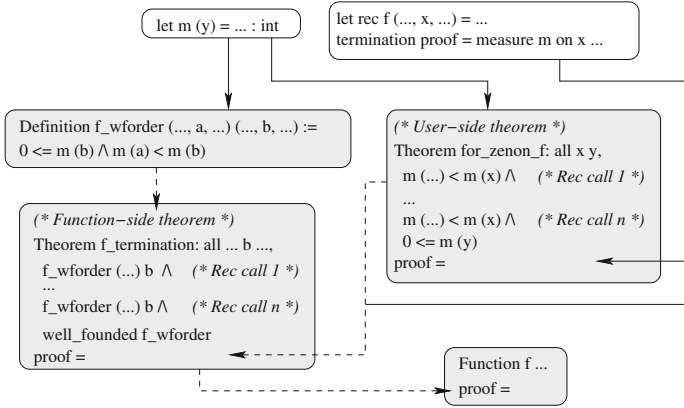 let m (y) = ... : int
let rec f (..., x, ...) = ...
termination proof = measure m on x ...
Definition f_wforder (..., a, ...) (..., b, ...) :=
0 <= m (b) /\ m (a) < m (b)
(* User−side theorem *)
Theorem for_zenon_f: all x y,
m (...) < m (x) /\ (* Rec call 1 *)
...
m (...) < m (x) /\ (* Rec call n *)
0 <= m (y)
proof =
(* Function−side theorem *)
Theorem f_termination: all ... b ...,
f_wforder (...) b /\ (* Rec call 1 *)
...
f_wforder (...) b /\ (* Rec call n *)
well_founded f_wforder
proof =
Function f ...
proof =